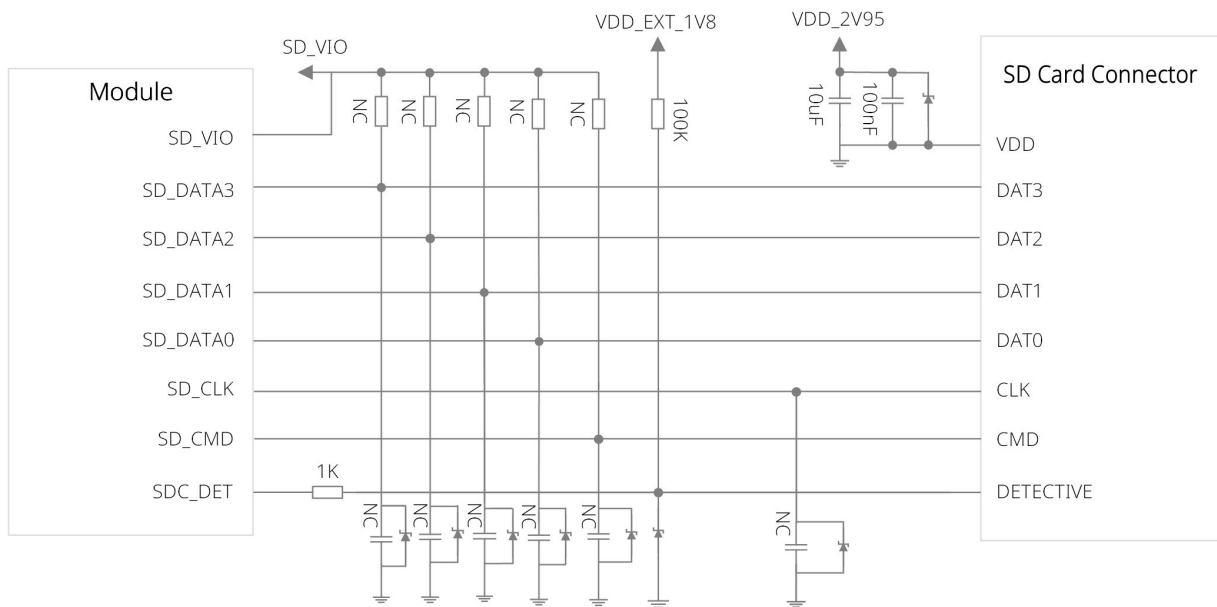 VDD_EXT_1V8
VDD_2V95
SD_VIO
Module
SD Card Connector
NC
NC
NC
NC
NC
100K
10uF
100nF
SD_VIO
VDD
SD_DATA3
DAT3
SD_DATA2
DAT2
SD_DATA1
DAT1
SD_DATA0
DAT0
SD_CLK
CLK
SD_CMD
CMD
1K
SDC_DET
DETECTIVE
NC
NC
NC
NC
NC
NC